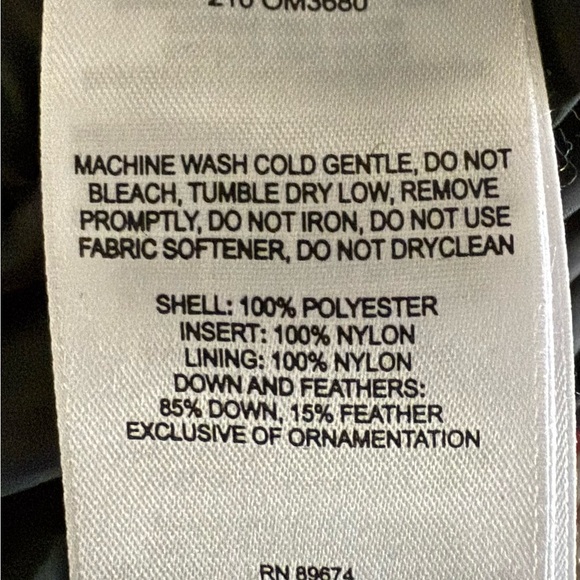 210 OM3680
MACHINE WASH COLD GENTLE, DO NOT
BLEACH, TUMBLE DRY LOW, REMOVE
PROMPTLY, DO NOT IRON, DO NOT USE
FABRIC SOFTENER, DO NOT DRYCLEAN
SHELL: 100% POLYESTER
INSERT: 100% NYLON
LINING: 100% NYLON
DOWN AND FEATHERS:
85% DOWN, 15% FEATHER
EXCLUSIVE OF ORNAMENTATION
RN 89674